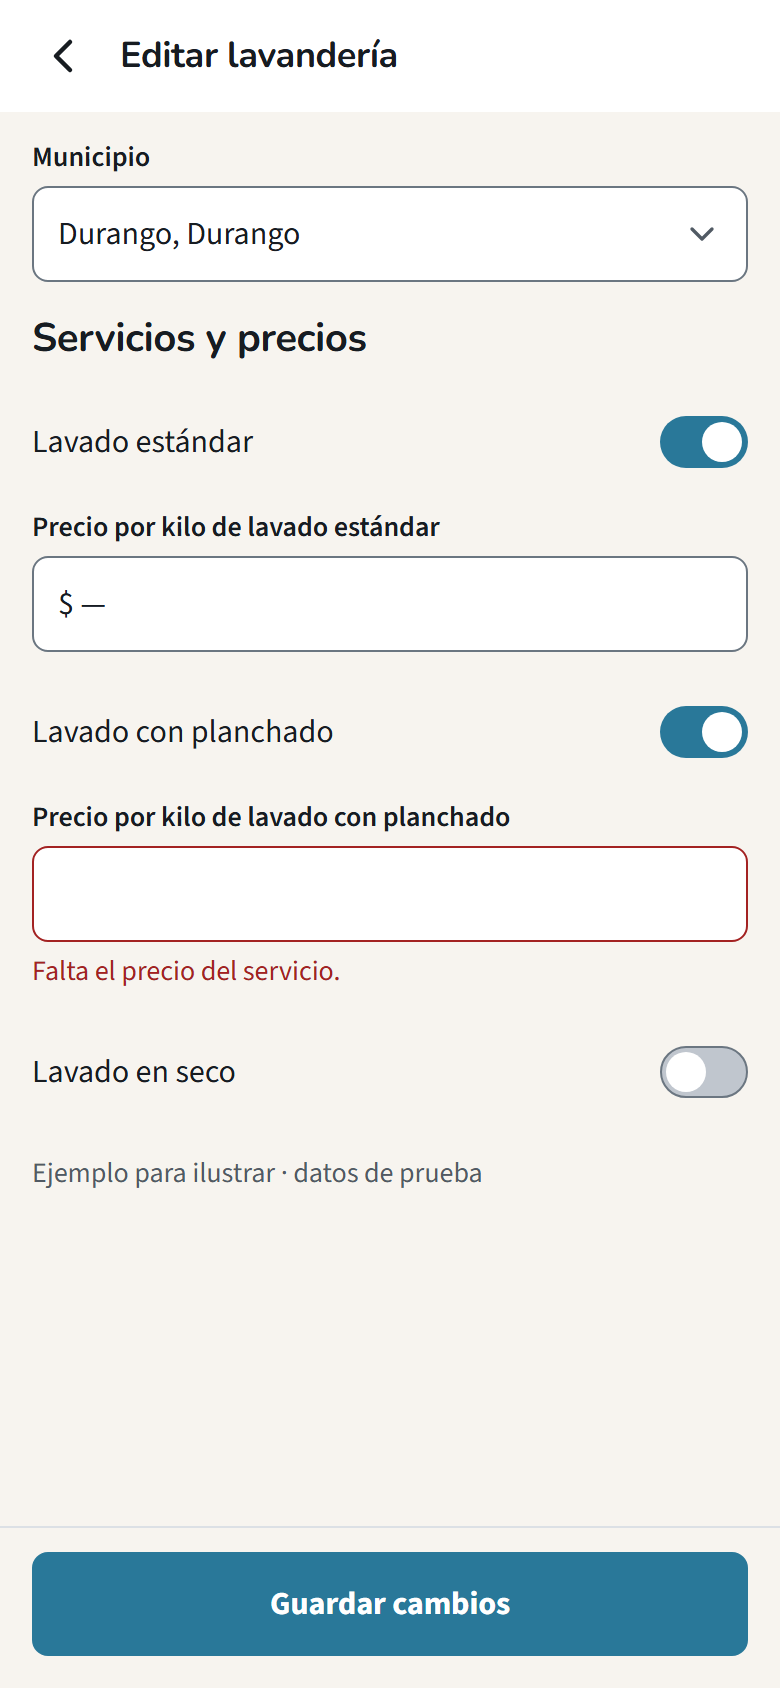 Editar lavandería
Municipio
Durango, Durango
Servicios y precios
Lavado estándar
Precio por kilo de lavado estándar
$ —
Lavado con planchado
Precio por kilo de lavado con planchado
Falta el precio del servicio.
Lavado en seco
Ejemplo para ilustrar · datos de prueba
Guardar cambios